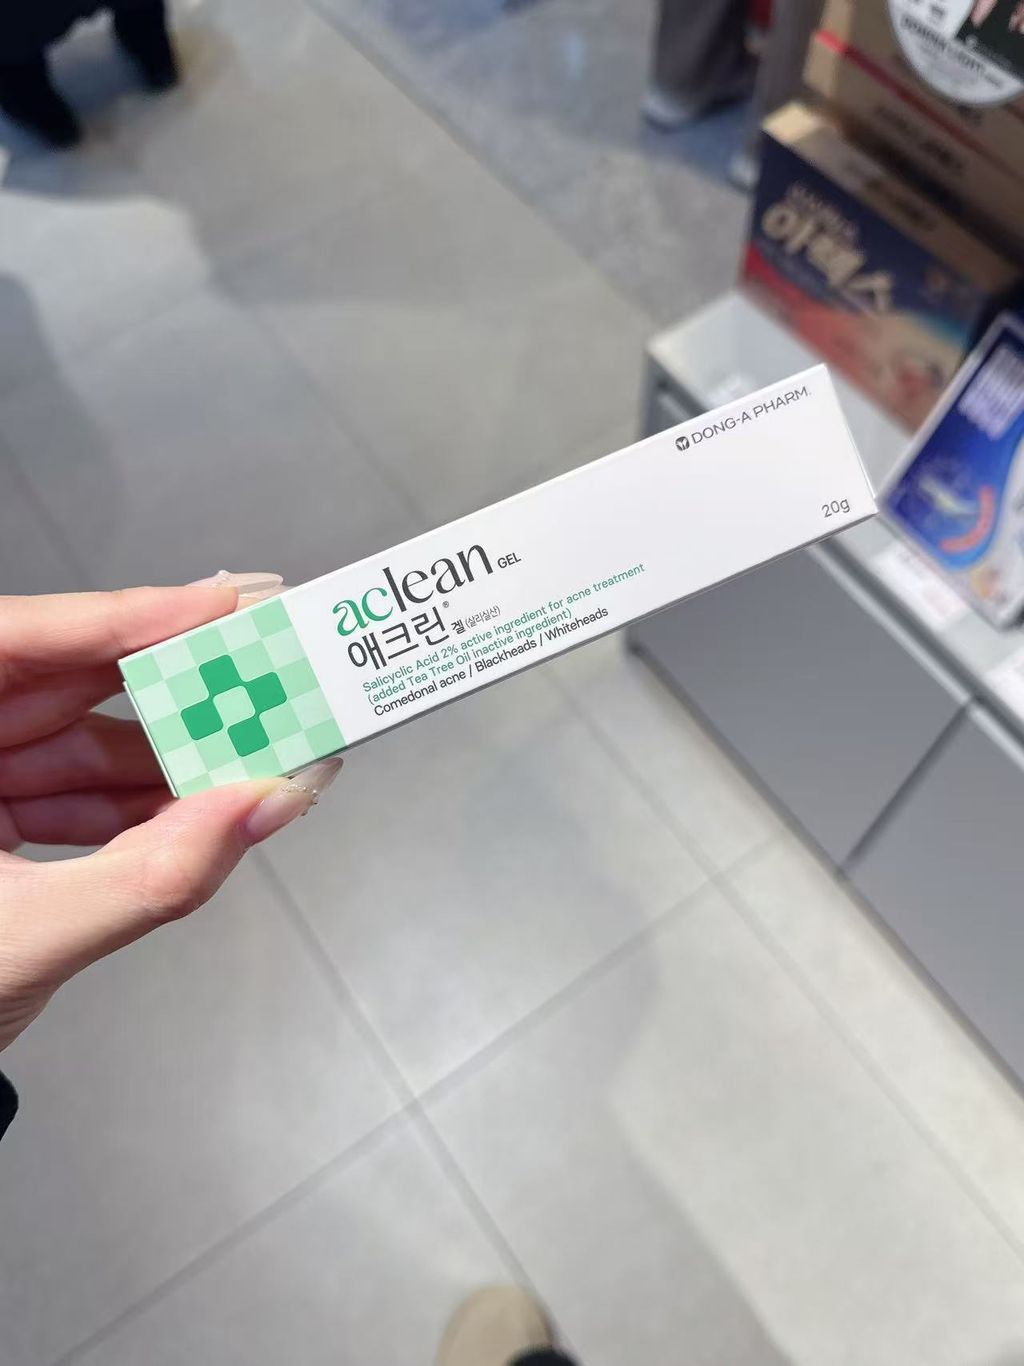 DONG-A PHARM.
20g
aclean GEL
애크린® 겔 (살리실산)
Salicyclic Acid 2% active ingredient for acne treatment
(added Tea Tree Oil inactive ingredient)
Comedonal acne / Blackheads / Whiteheads